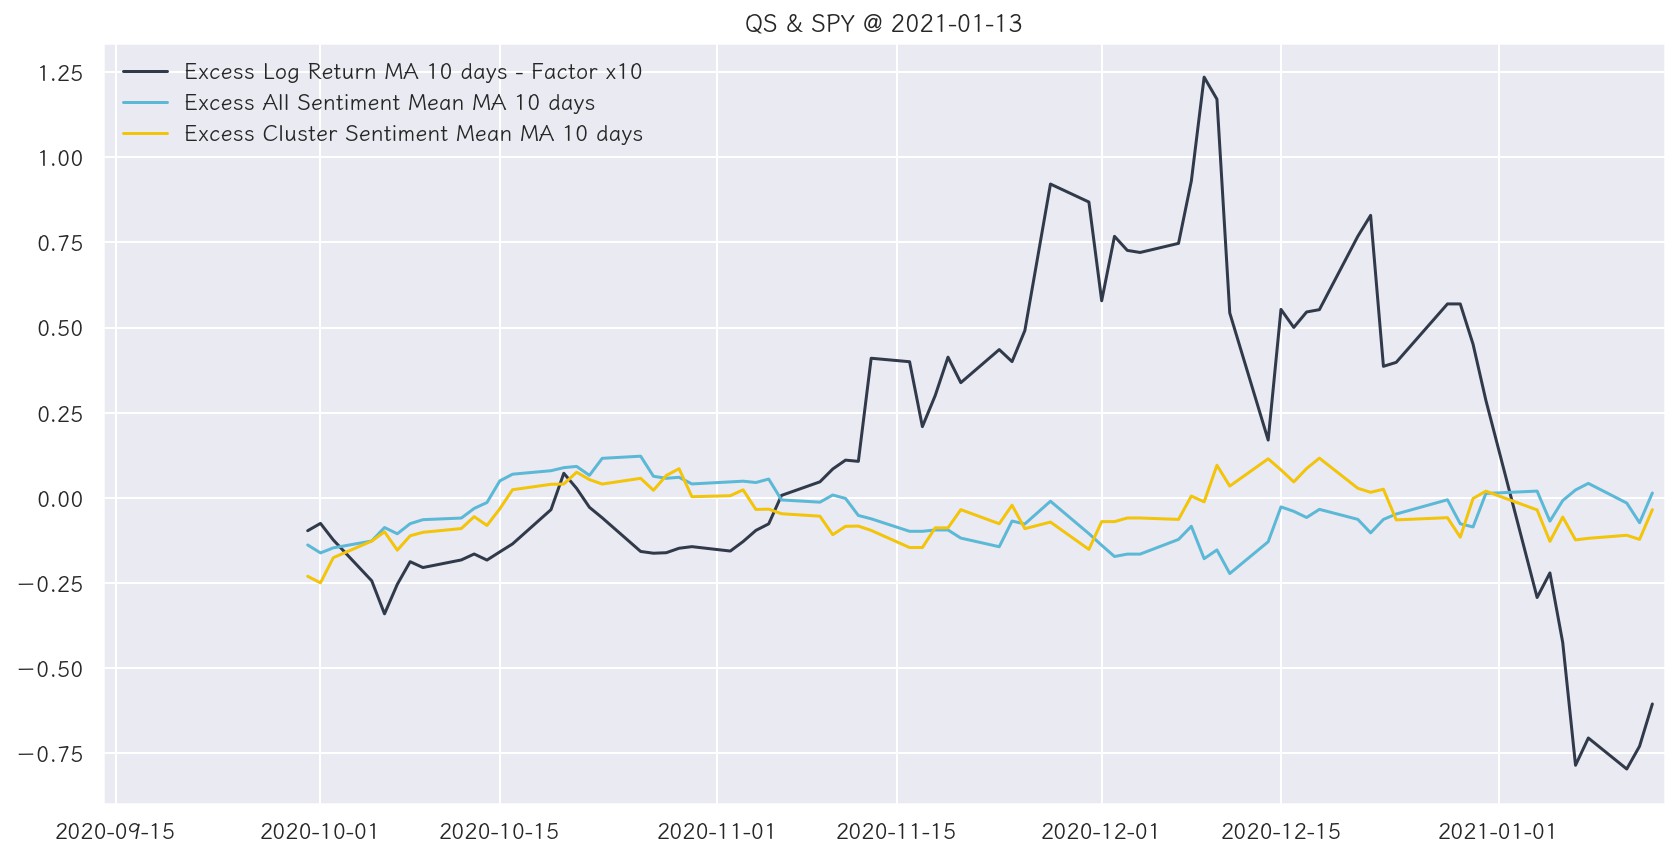 QS & SPY @ 2021-01-13
Excess Log Return MA 10 days - Factor x10
Excess All Sentiment Mean MA 10 days
Excess Cluster Sentiment Mean MA 10 days
1.25
1.00
0.75
0.50
0.25
0.00
−0.25
−0.50
−0.75
2020-09-15 2020-10-01 2020-10-15 2020-11-01 2020-11-15 2020-12-01 2020-12-15 2021-01-01